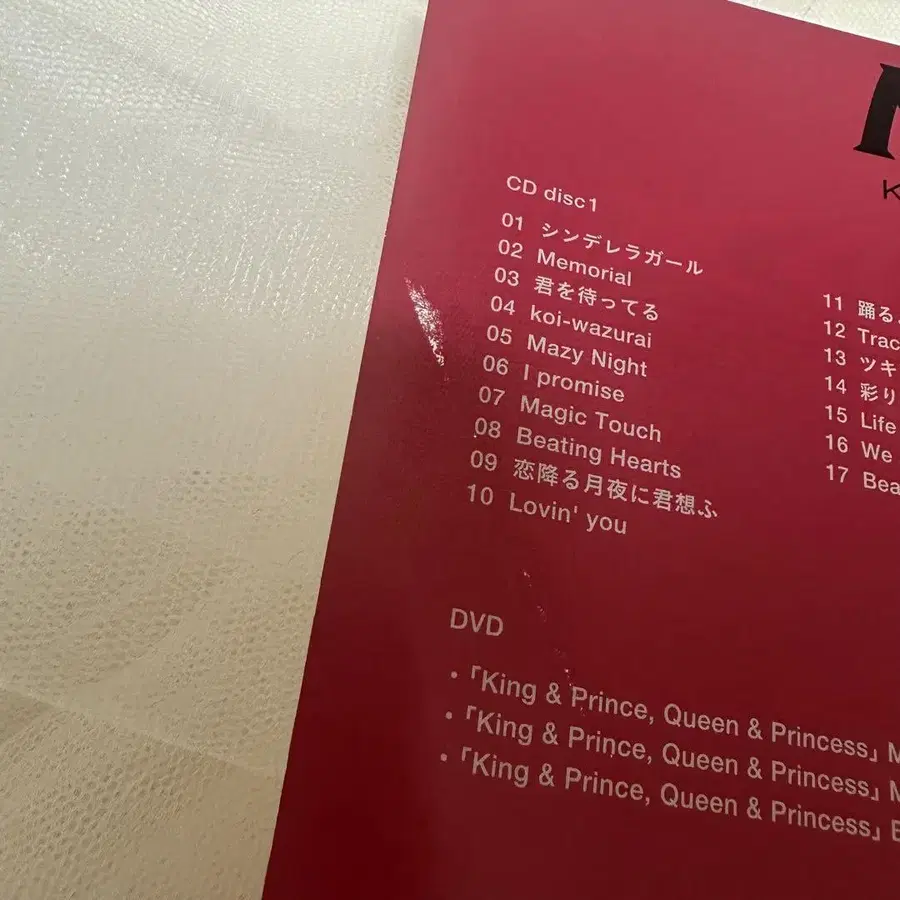 CD disc1
01 シンデレラガール
02 Memorial
03 君を待ってる
04 koi-wazurai
05 Mazy Night
06 I promise
07 Magic Touch
08 Beating Hearts
09 恋降る月夜に君想ふ
10 Lovin' you
11 踊る
12 Trac
13 ツキ
14 彩り
15 Life
16 We
17 Bea
DVD
・「King & Prince, Queen & Princess」M
・「King & Prince, Queen & Princess」M
・「King & Prince, Queen & Princess」